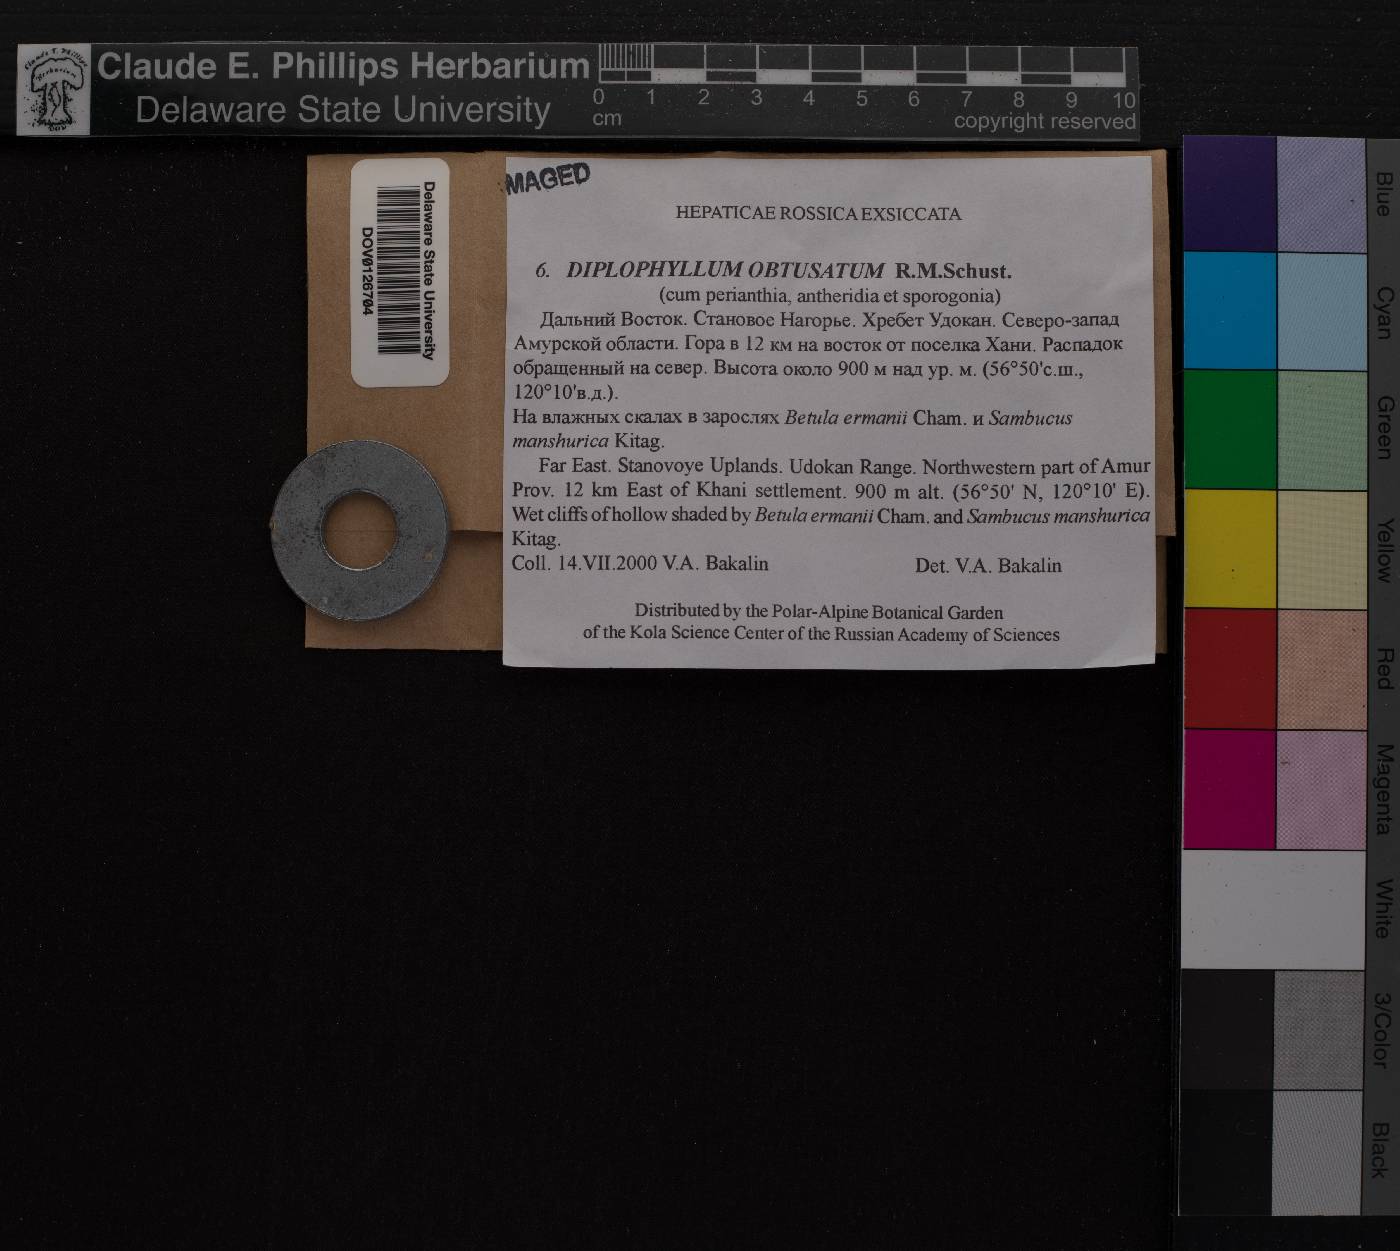 Claude E. Phillips Herbarium
Delaware State University
0 1 2 3 4 5 6 7 8 9 10
cm
copyright reserved
Delaware State University
DOV0126704
MAGED
HEPATICAE ROSSICA EXSICCATA
6. DIPLOPHYLLUM OBTUSATUM R.M.Schust.
(cum perianthia, antheridia et sporogonia)
Дальний Восток. Становое Нагорье. Хребет Удокан. Северо-запад
Амурской области. Гора в 12 км на восток от поселка Хани. Распадок
обращенный на север. Высота около 900 м над ур. м. (56°50'с.ш.,
120°10'в.д.).
На влажных скалах в зарослях Betula ermanii Cham. и Sambucus
manshurica Kitag.
Far East. Stanovoye Uplands. Udokan Range. Northwestern part of Amur
Prov. 12 km East of Khani settlement. 900 m alt. (56°50' N, 120°10' E).
Wet cliffs of hollow shaded by Betula ermanii Cham. and Sambucus manshurica
Kitag.
Coll. 14.VII.2000 V.A. Bakalin Det. V.A. Bakalin
Distributed by the Polar-Alpine Botanical Garden
of the Kola Science Center of the Russian Academy of Sciences
Blue
Cyan
Green
Yellow
Red
Magenta
White
3/Color
Black